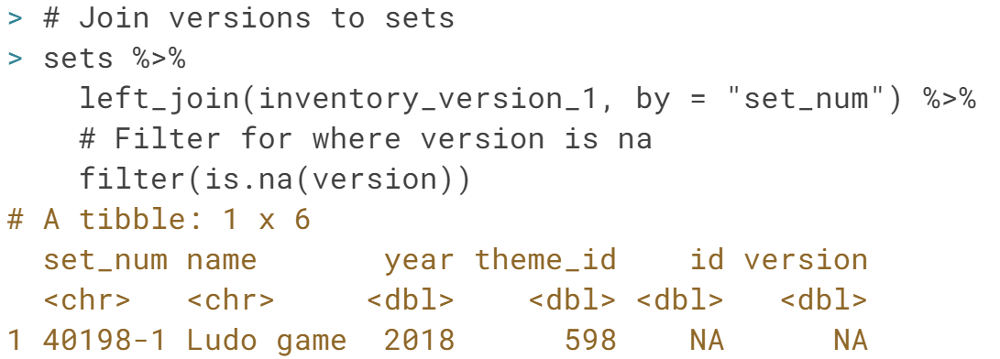 > # Join versions to sets
> sets %>%
    left_join(inventory_version_1, by = "set_num") %>%
    # Filter for where version is na
    filter(is.na(version))
# A tibble: 1 x 6
  set_num name       year theme_id    id version
  <chr>   <chr>     <dbl>    <dbl> <dbl>   <dbl>
1 40198-1 Ludo game  2018      598    NA      NA